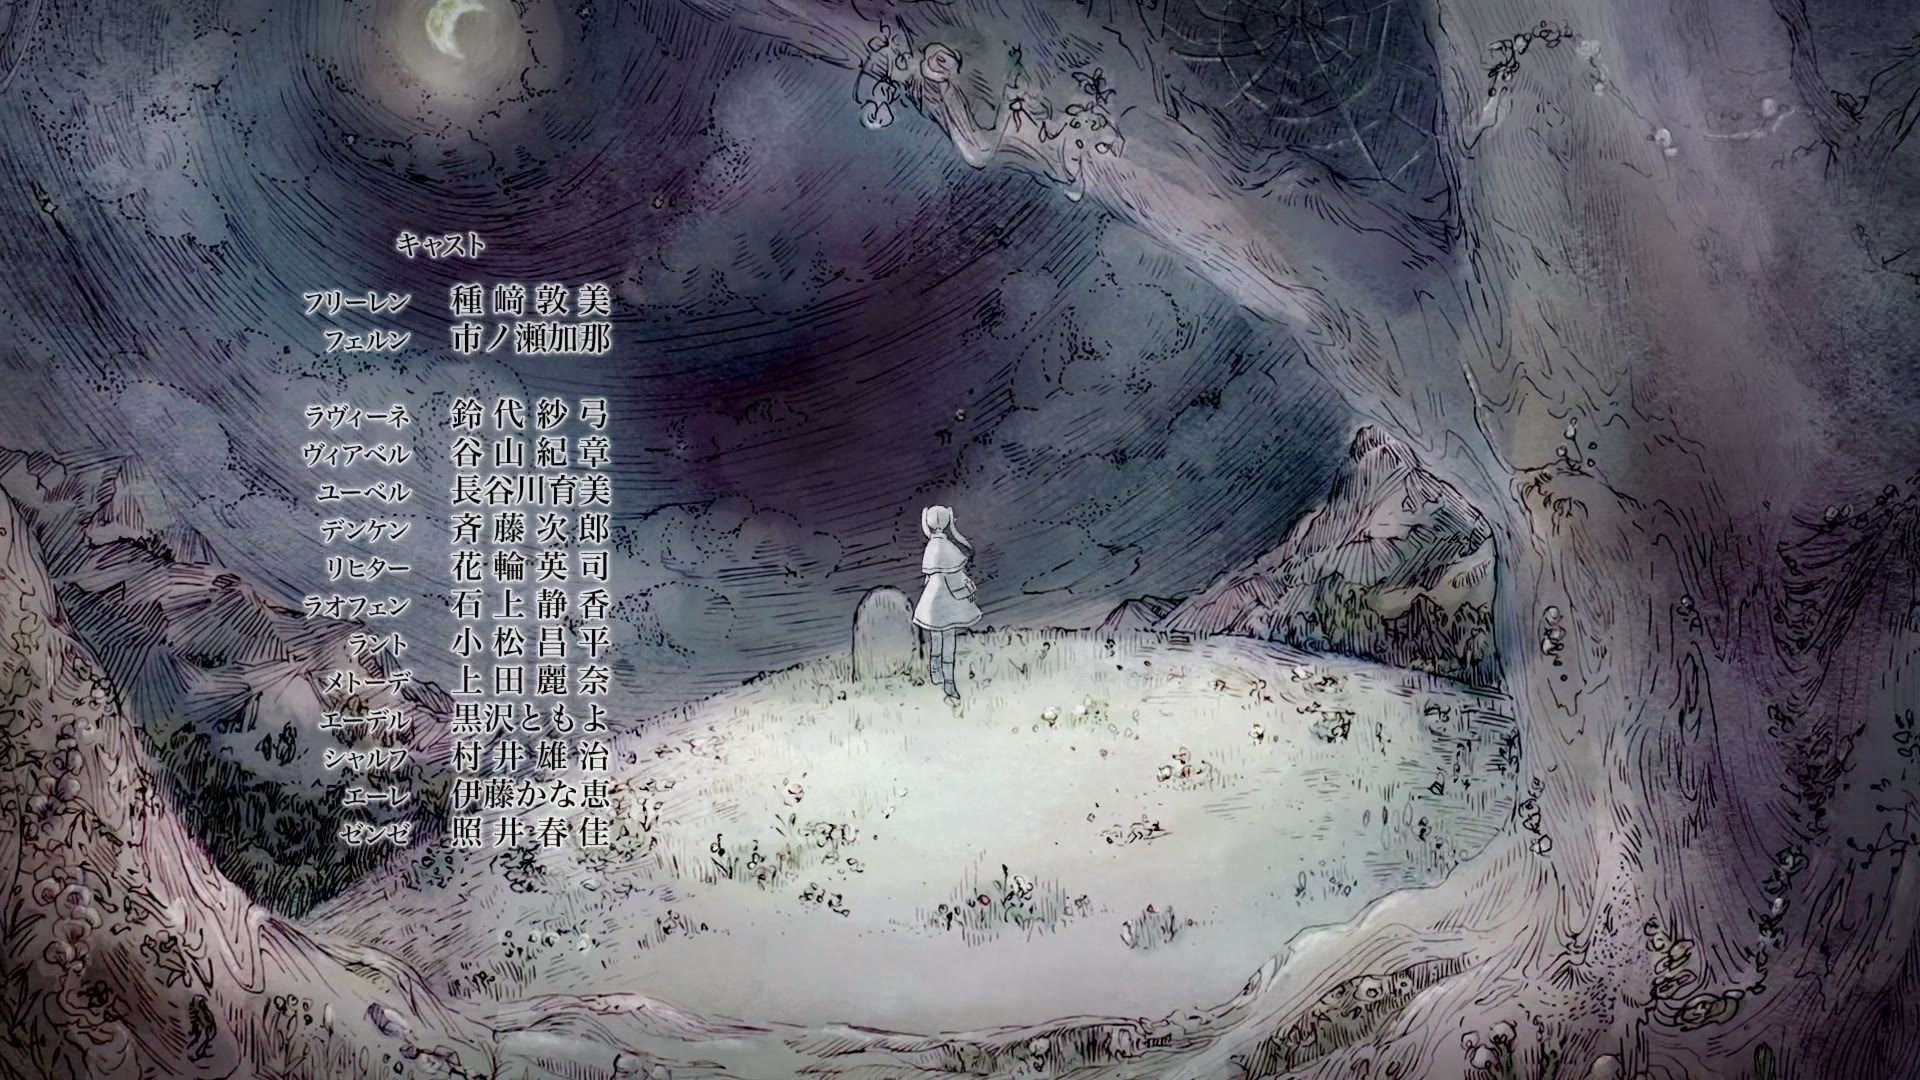 キャスト
フリーレン 種﨑敦美
フェルン 市ノ瀬加那
ラヴィーネ 鈴代紗弓
ヴィアベル 谷山紀章
ユーベル 長谷川育美
デンケン 斉藤次郎
リヒター 花輪英司
ラオフェン 石上静香
ラント 小松昌平
メトーデ 上田麗奈
エーデル 黒沢ともよ
シャルフ 村井雄治
エーレ 伊藤かな恵
ゼンゼ 照井春佳